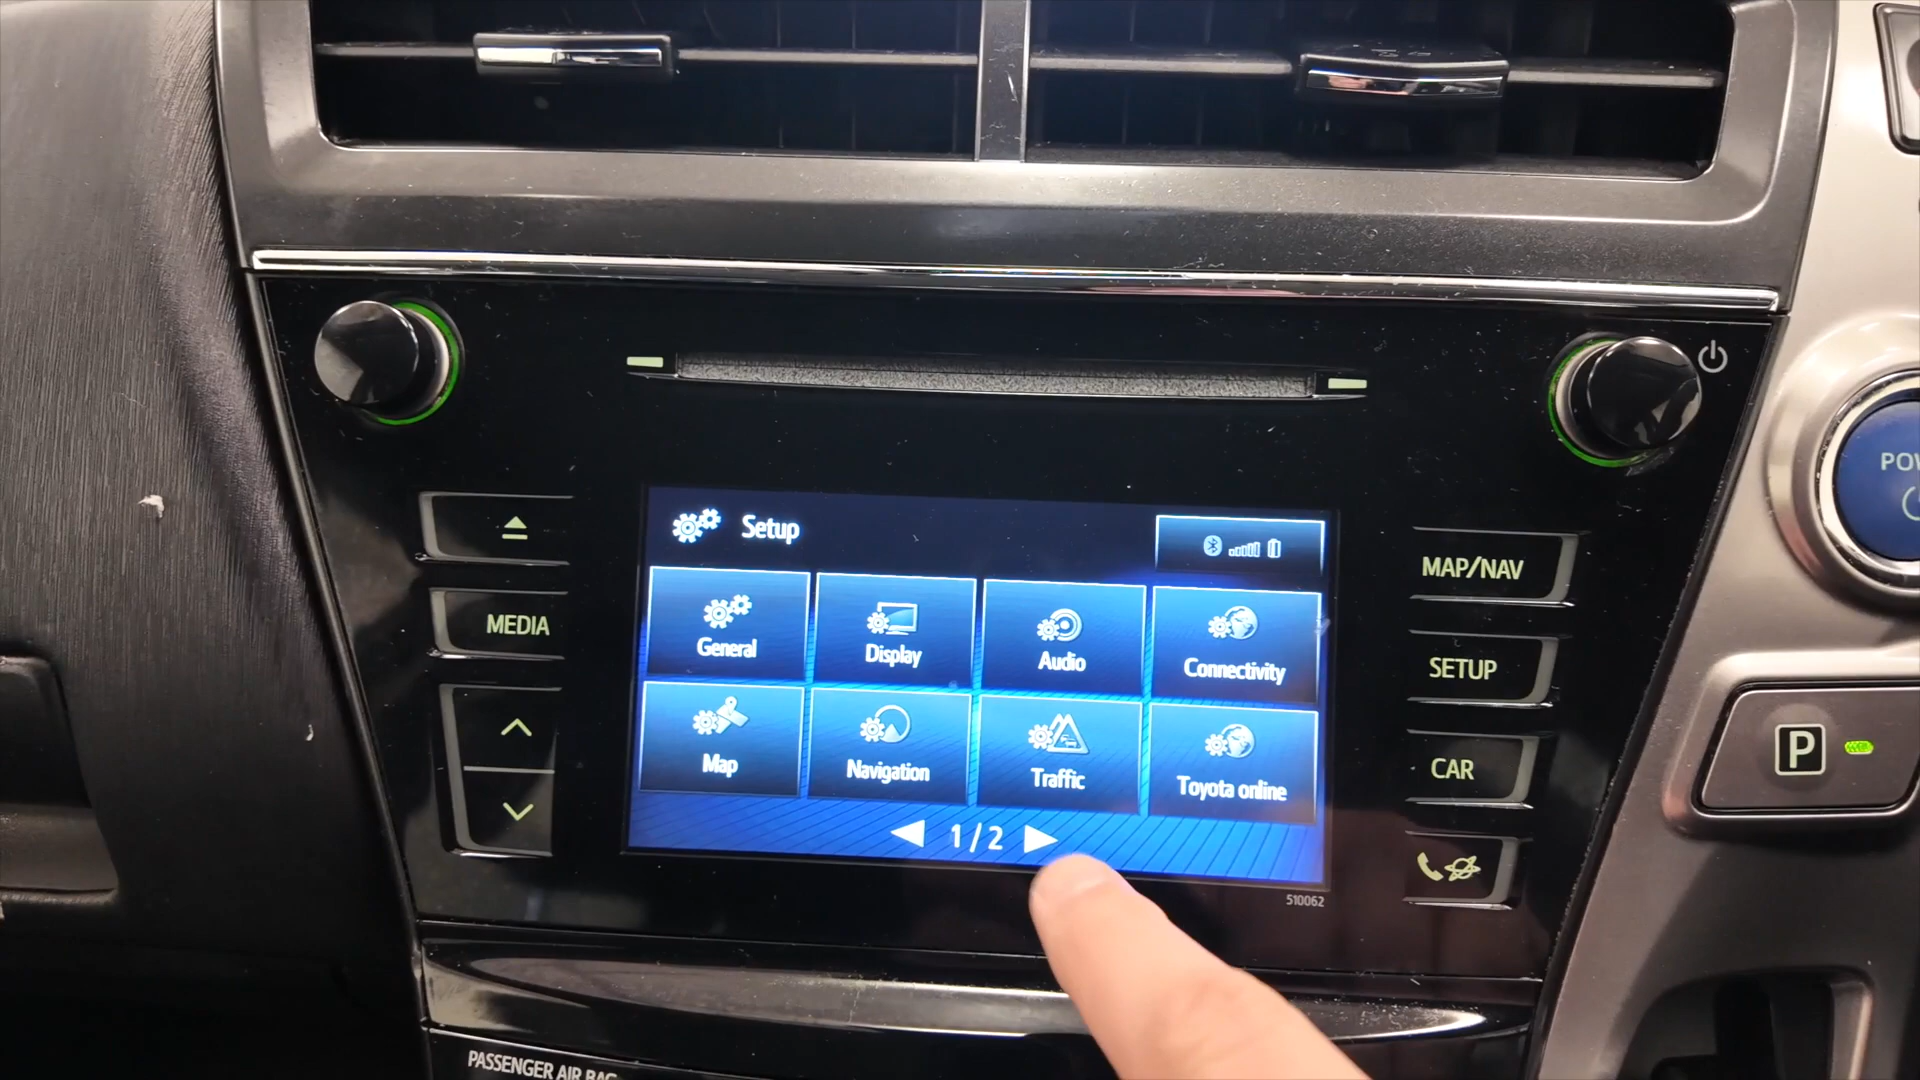 Setup
General
Display
Audio
Connectivity
Map
Navigation
Traffic
Toyota online
1/2
MEDIA
MAP/NAV
SETUP
CAR
510062
P
PASSENGER AIR BAG